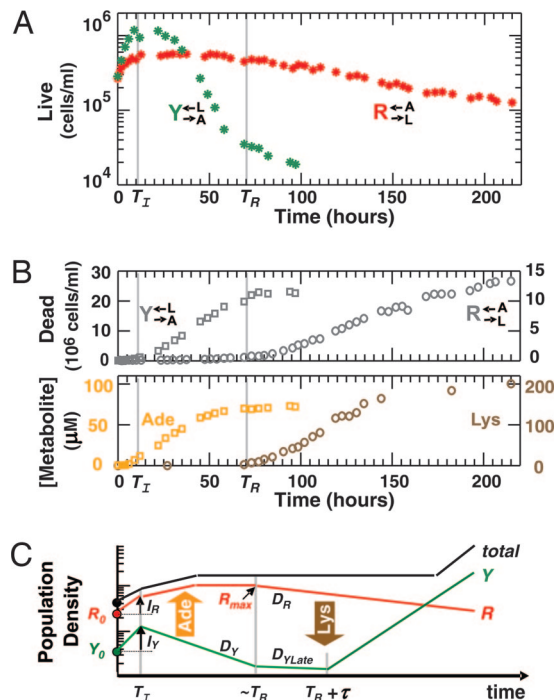 A
10⁶
10⁵
10⁴
Live
(cells/ml)
Y ←L →A
R ←A →L
0 T_I 50 T_R 100 150 200
Time (hours)
B
30
20
10
0
Dead
(10⁶ cells/ml)
Y ←L →A
R ←A →L
15
10
5
0
100
50
0
[Metabolite]
(μM)
Ade
Lys
200
100
0
0 T_I 50 T_R 100 150 200
Time (hours)
C
Population
Density
R₀
Y₀
I_R
I_Y
Ade
R_max
D_R
D_Y
D_YLate
Lys
total
Y
R
T_I ~T_R T_R + τ time